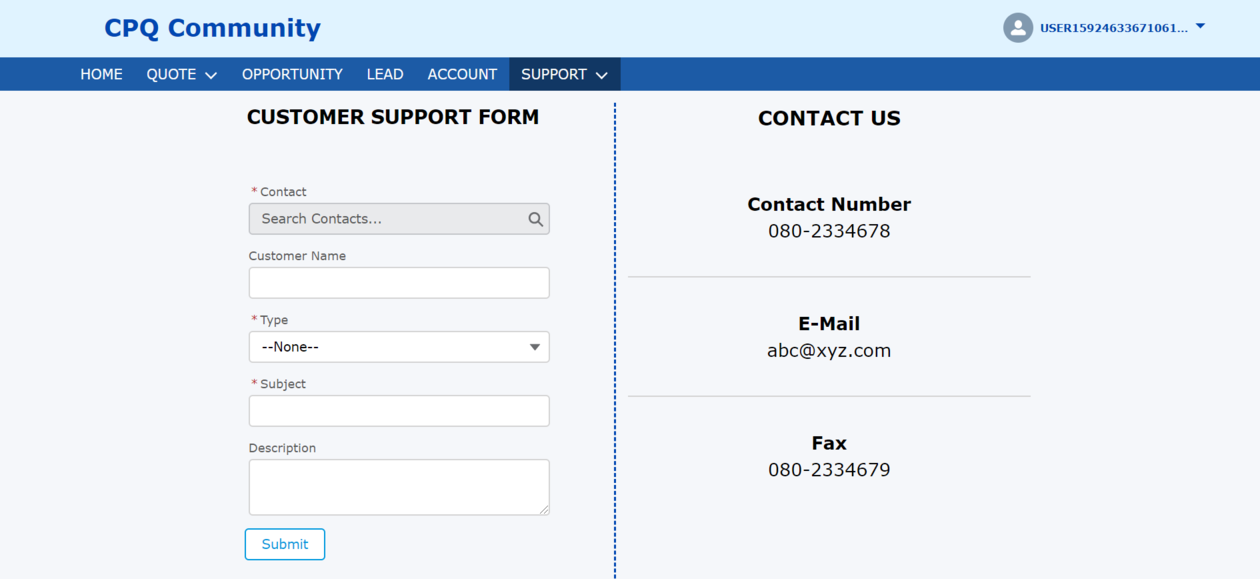 CPQ Community
USER15924633671061...
HOME QUOTE OPPORTUNITY LEAD ACCOUNT SUPPORT
CUSTOMER SUPPORT FORM
* Contact
Search Contacts...
Customer Name
* Type
--None--
* Subject
Description
Submit
CONTACT US
Contact Number
080-2334678
E-Mail
abc@xyz.com
Fax
080-2334679